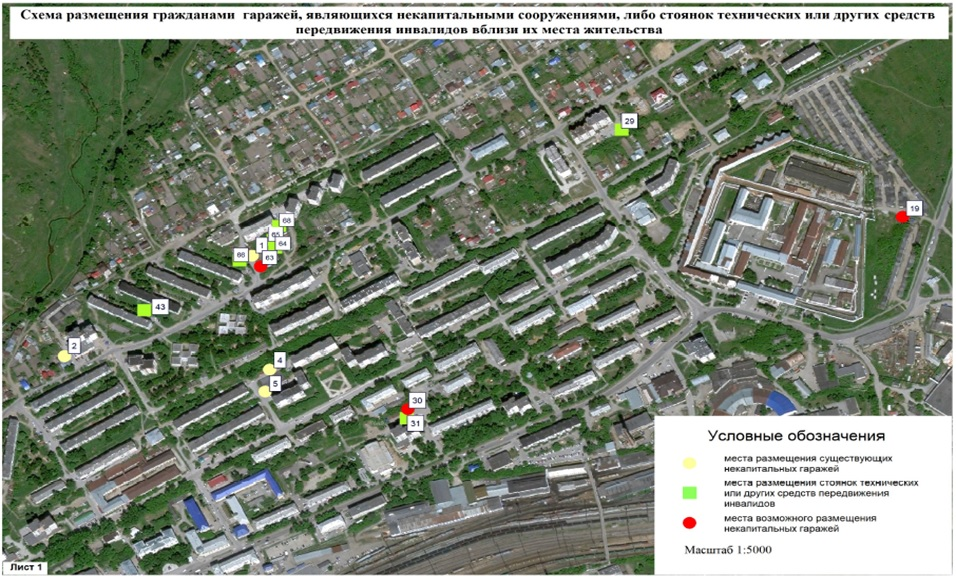 Схема размещения гражданами гаражей, являющихся некапитальными сооружениями, либо стоянок технических или других средств
передвижения инвалидов вблизи их места жительства
29
19
68
65
1
64
66
63
43
2
4
5
30
31
Условные обозначения
места размещения существующих
некапитальных гаражей
места размещения стоянок технических
или других средств передвижения
инвалидов
места возможного размещения
некапитальных гаражей
Масштаб 1:5000
Лист 1